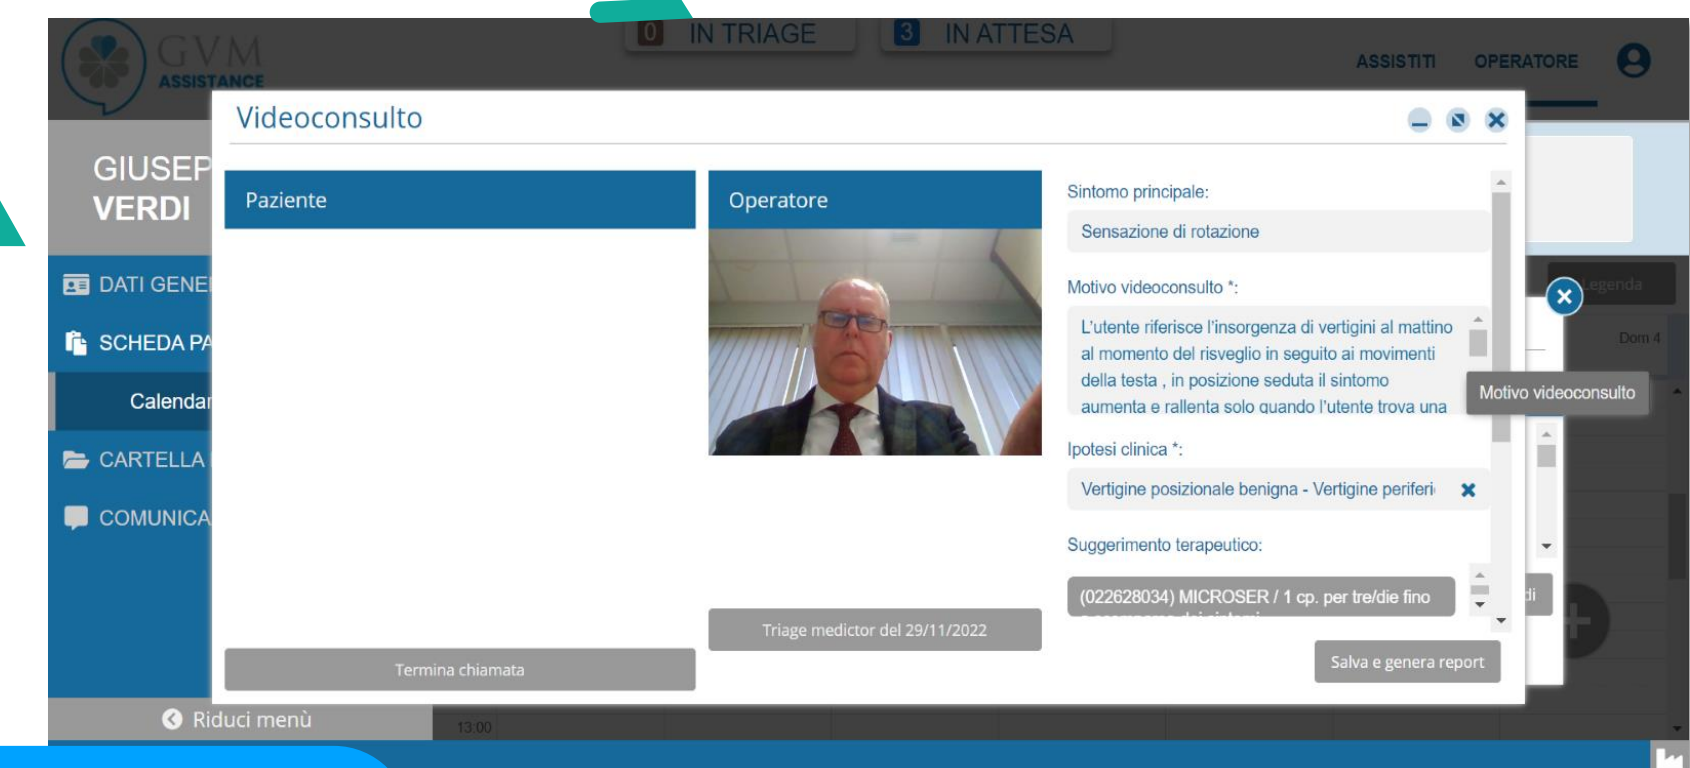 0 IN TRIAGE
3 IN ATTESA
GVM
ASSISTANCE
ASSISTITI
OPERATORE
Videoconsulto
GIUSEP
VERDI
DATI GENE
SCHEDA PA
Calendar
CARTELLA
COMUNICA
Riduci menù
Paziente
Termina chiamata
Operatore
Triage medictor del 29/11/2022
Sintomo principale:
Sensazione di rotazione
Motivo videoconsulto *:
L'utente riferisce l'insorgenza di vertigini al mattino
al momento del risveglio in seguito ai movimenti
della testa , in posizione seduta il sintomo
aumenta e rallenta solo quando l'utente trova una
Ipotesi clinica *:
Vertigine posizionale benigna - Vertigine periferi
Suggerimento terapeutico:
(022628034) MICROSER / 1 cp. per tre/die fino
Salva e genera report
Legenda
Dom 4
Motivo videoconsulto
di
13:00